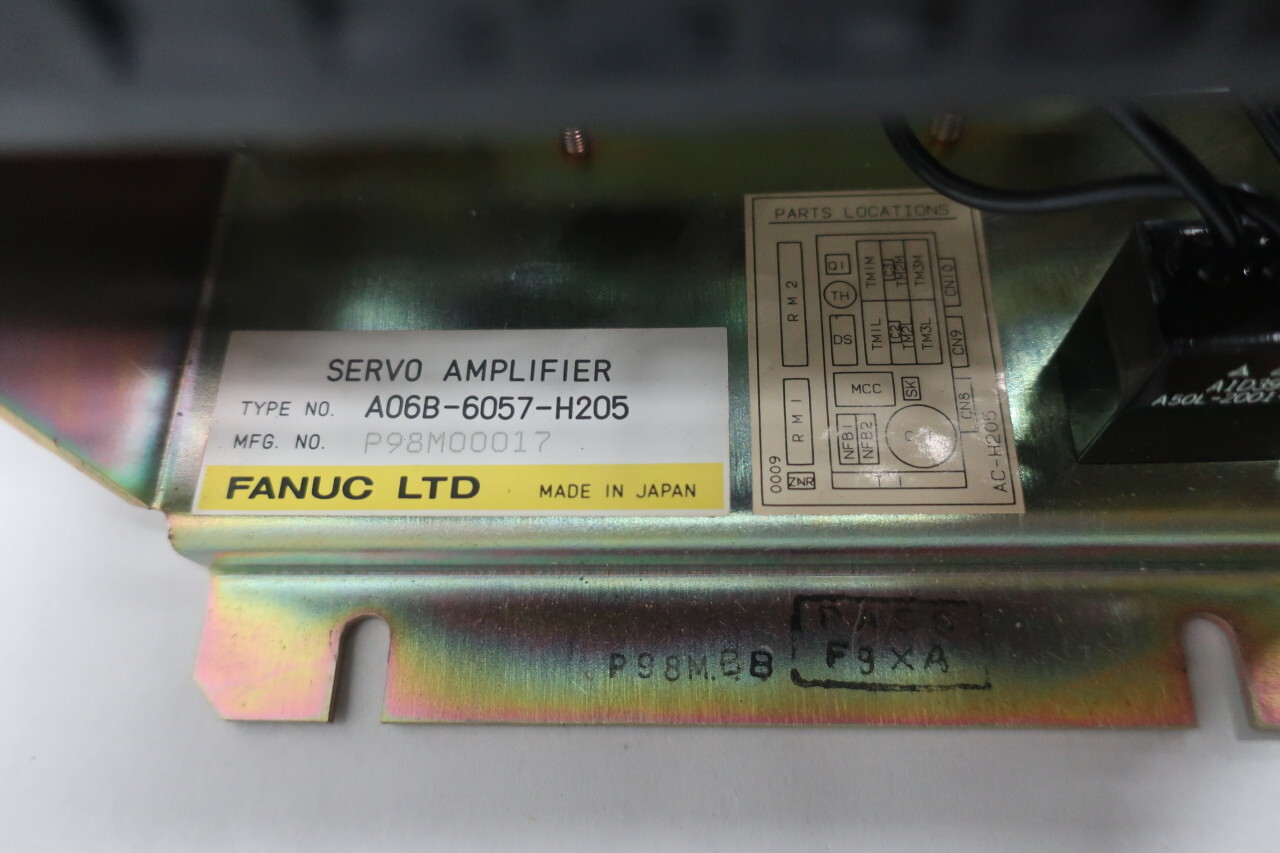 SERVO AMPLIFIER
TYPE NO. A06B-6057-H205
MFG. NO. P98M00017
FANUC LTD MADE IN JAPAN
PARTS LOCATIONS
RM2
RM1
TH
DS
TM1M
TM2M
TM3M
TM1L
TM2L
TM3L
CN10
CN9
CN8
MCC
SK
NFB1
NFB2
ZNR
0009
AC-H205
P98M.
F9XA